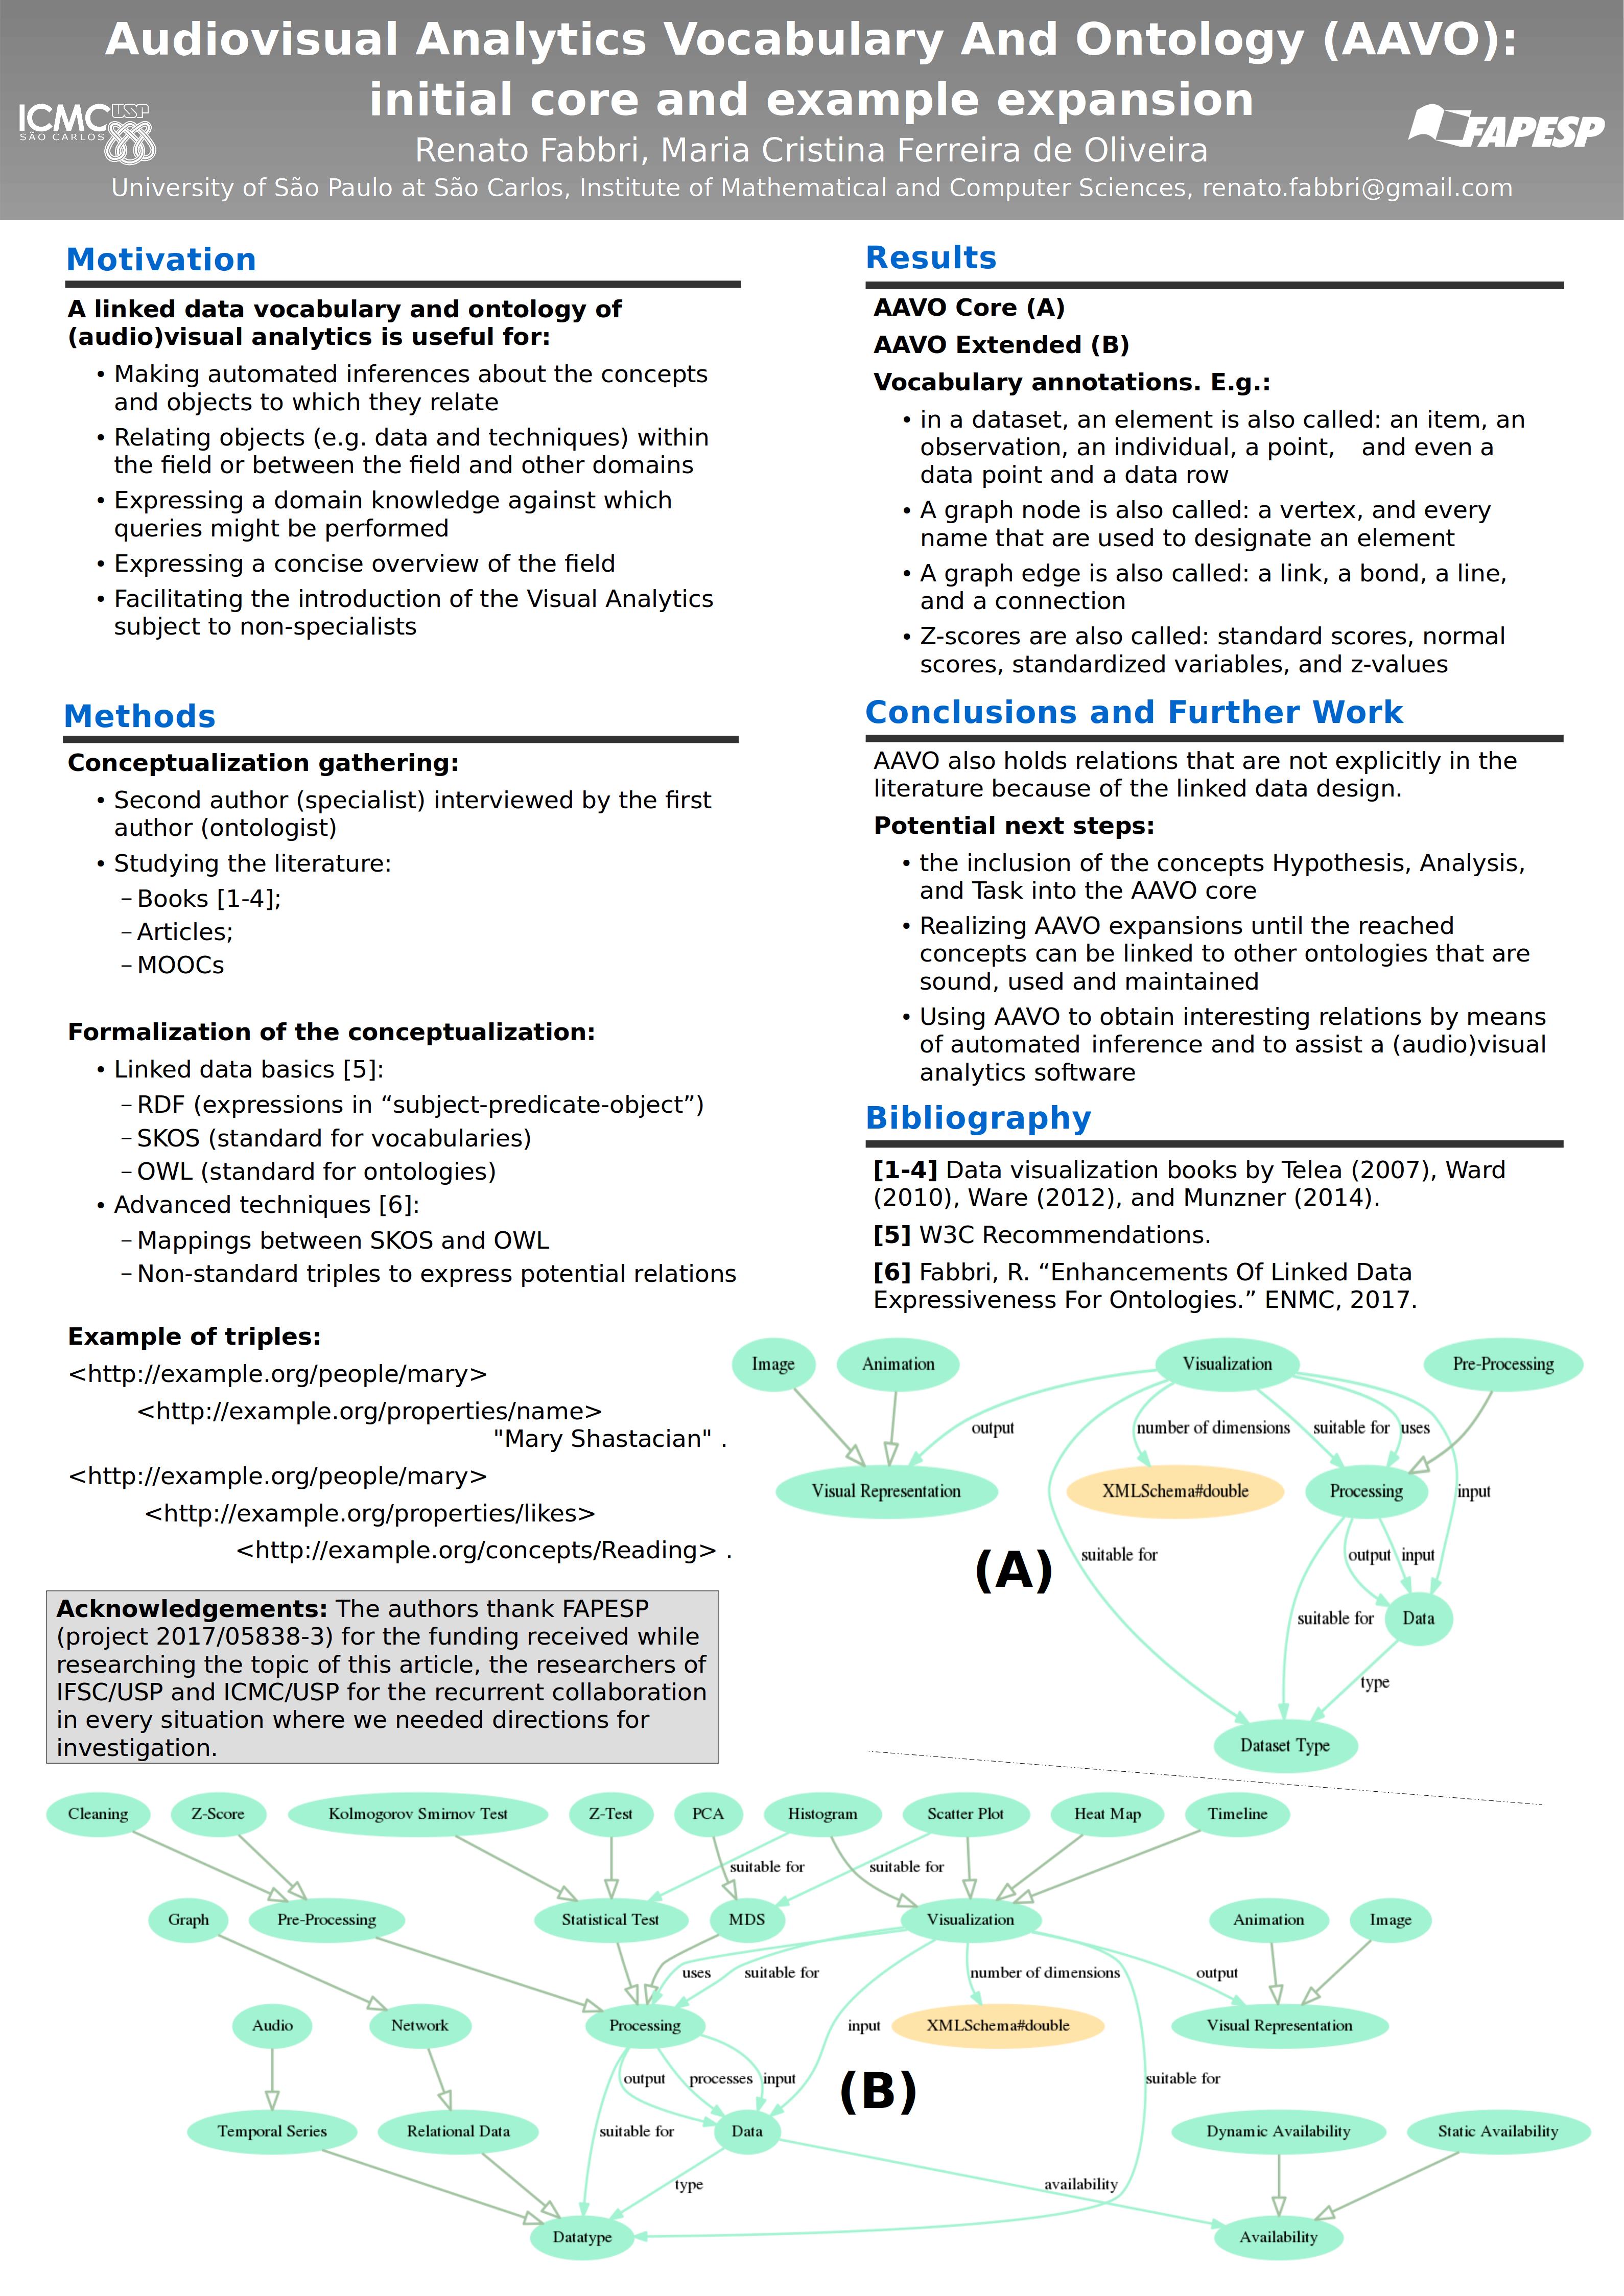 Audiovisual Analytics Vocabulary And Ontology (AAVO):
initial core and example expansion
Renato Fabbri, Maria Cristina Ferreira de Oliveira
University of São Paulo at São Carlos, Institute of Mathematical and Computer Sciences, renato.fabbri@gmail.com
ICMC USP
SÃO CARLOS
FAPESP
Motivation
A linked data vocabulary and ontology of
(audio)visual analytics is useful for:
• Making automated inferences about the concepts
and objects to which they relate
• Relating objects (e.g. data and techniques) within
the field or between the field and other domains
• Expressing a domain knowledge against which
queries might be performed
• Expressing a concise overview of the field
• Facilitating the introduction of the Visual Analytics
subject to non-specialists
Methods
Conceptualization gathering:
• Second author (specialist) interviewed by the first
author (ontologist)
• Studying the literature:
– Books [1-4];
– Articles;
– MOOCs
Formalization of the conceptualization:
• Linked data basics [5]:
– RDF (expressions in “subject-predicate-object”)
– SKOS (standard for vocabularies)
– OWL (standard for ontologies)
• Advanced techniques [6]:
– Mappings between SKOS and OWL
– Non-standard triples to express potential relations
Example of triples:
<http://example.org/people/mary>
<http://example.org/properties/name>
"Mary Shastacian" .
<http://example.org/people/mary>
<http://example.org/properties/likes>
<http://example.org/concepts/Reading> .
Acknowledgements: The authors thank FAPESP
(project 2017/05838-3) for the funding received while
researching the topic of this article, the researchers of
IFSC/USP and ICMC/USP for the recurrent collaboration
in every situation where we needed directions for
investigation.
Results
AAVO Core (A)
AAVO Extended (B)
Vocabulary annotations. E.g.:
• in a dataset, an element is also called: an item, an
observation, an individual, a point, and even a
data point and a data row
• A graph node is also called: a vertex, and every
name that are used to designate an element
• A graph edge is also called: a link, a bond, a line,
and a connection
• Z-scores are also called: standard scores, normal
scores, standardized variables, and z-values
Conclusions and Further Work
AAVO also holds relations that are not explicitly in the
literature because of the linked data design.
Potential next steps:
• the inclusion of the concepts Hypothesis, Analysis,
and Task into the AAVO core
• Realizing AAVO expansions until the reached
concepts can be linked to other ontologies that are
sound, used and maintained
• Using AAVO to obtain interesting relations by means
of automated inference and to assist a (audio)visual
analytics software
Bibliography
[1-4] Data visualization books by Telea (2007), Ward
(2010), Ware (2012), and Munzner (2014).
[5] W3C Recommendations.
[6] Fabbri, R. “Enhancements Of Linked Data
Expressiveness For Ontologies.” ENMC, 2017.
Image Animation Visualization Pre-Processing
output number of dimensions suitable for uses
Visual Representation XMLSchema#double Processing input
(A) suitable for output input
suitable for Data
type
Dataset Type
Cleaning Z-Score Kolmogorov Smirnov Test Z-Test PCA Histogram Scatter Plot Heat Map Timeline
suitable for suitable for
Graph Pre-Processing Statistical Test MDS Visualization Animation Image
uses suitable for number of dimensions output
Audio Network Processing input XMLSchema#double Visual Representation
output processes input (B) suitable for
Temporal Series Relational Data suitable for Data Dynamic Availability Static Availability
type availability
Datatype Availability